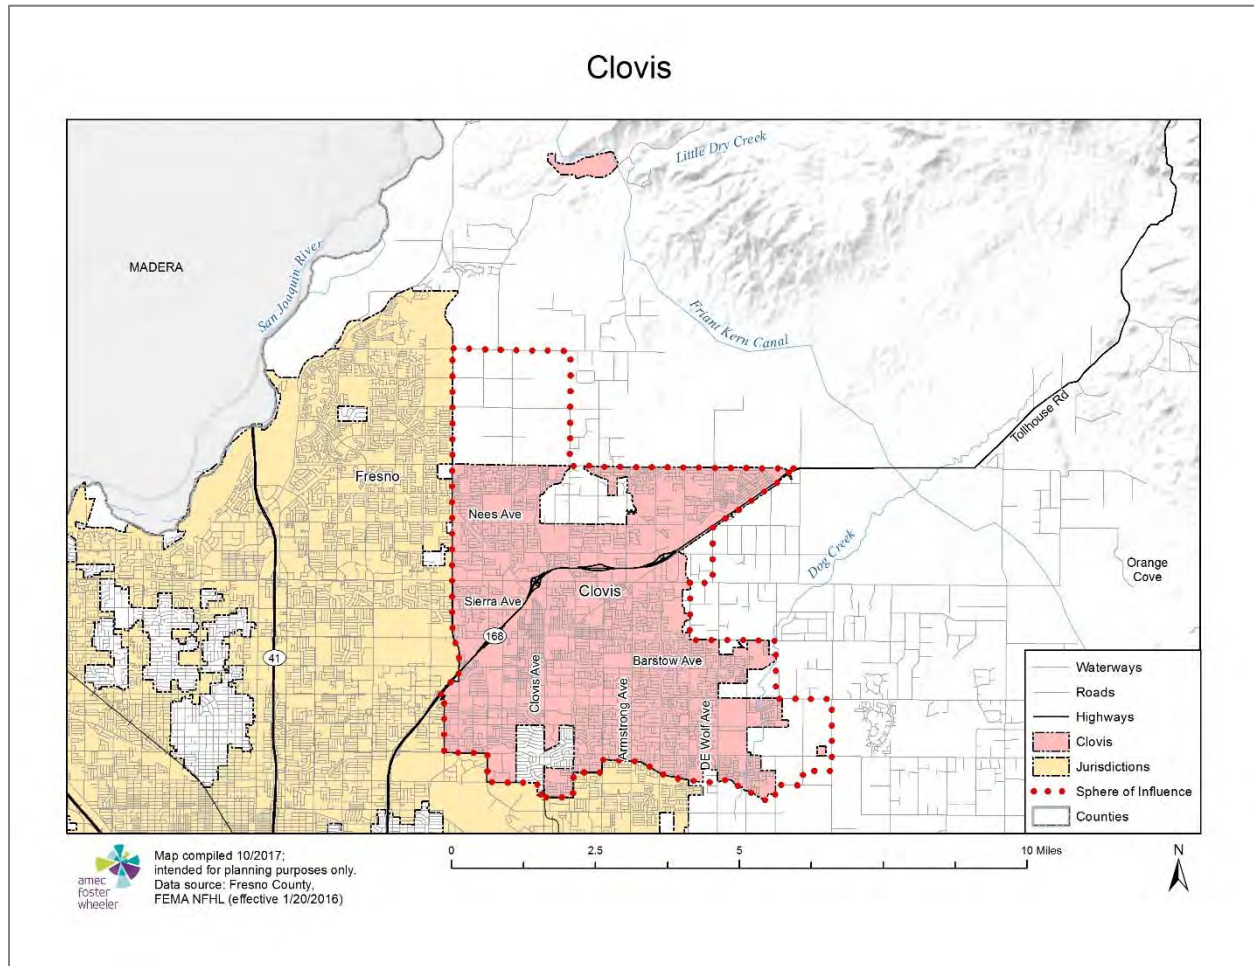 Clovis
Little Dry Creek
MADERA
San Joaquin River
Friant Kern Canal
Tollhouse Rd
Fresno
Nees Ave
Dog Creek
Orange
Cove
Clovis
Sierra Ave
168
41
Barstow Ave
Clovis Ave
Armstrong Ave
DE Wolf Ave
Waterways
Roads
Highways
Clovis
Jurisdictions
Sphere of Influence
Counties
amec
foster
wheeler
Map compiled 10/2017;
intended for planning purposes only.
Data source: Fresno County,
FEMA NFHL (effective 1/20/2016)
0 2.5 5 10 Miles
N